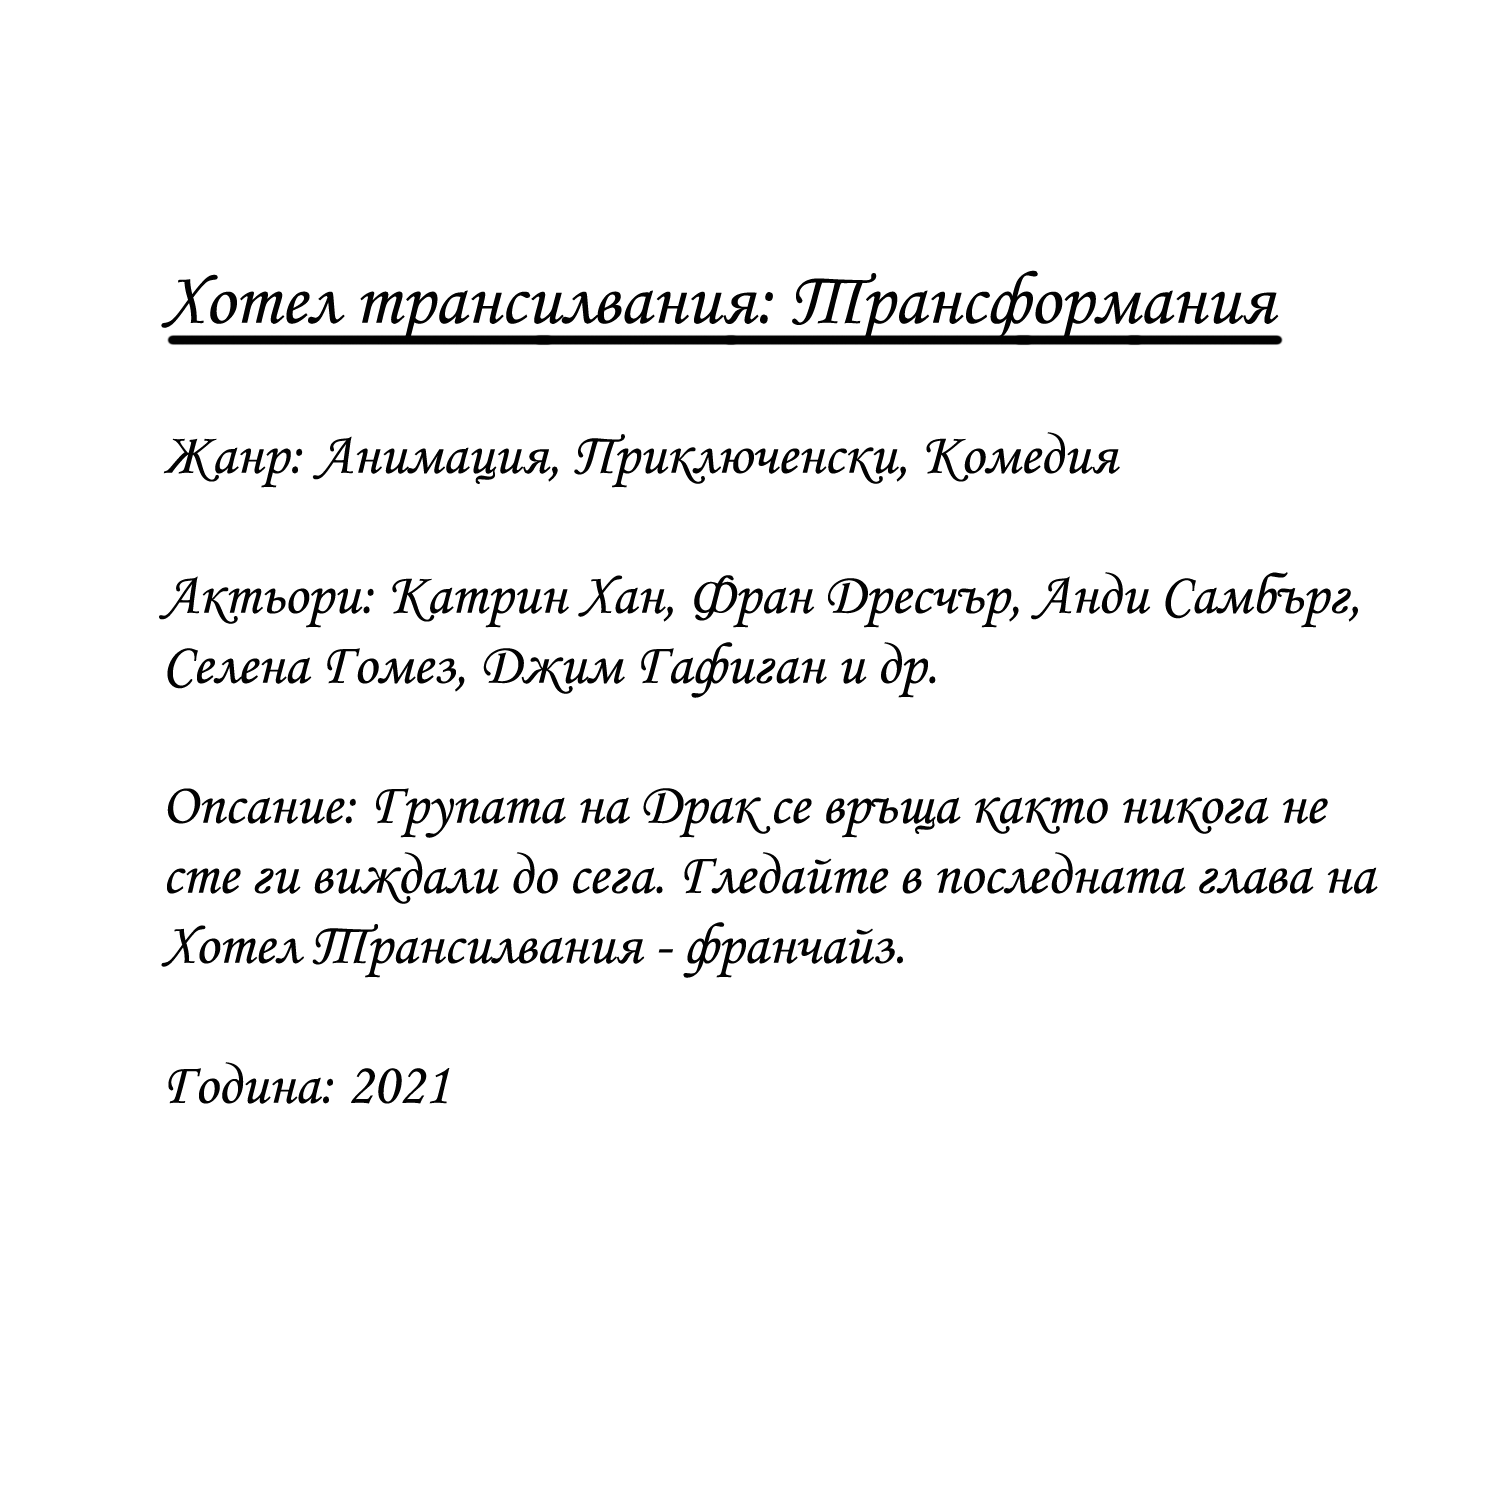 Хотел трансилвания: Трансформания
Жанр: Анимация, Приключенски, Комедия
Актьори: Катрин Хан, Фран Дресчър, Анди Самбърг,
Селена Гомез, Джим Гафиган и др.
Опсание: Групата на Драк се връща както никога не
сте ги виждали до сега. Гледайте в последната глава на
Хотел Трансилвания - франчайз.
Година: 2021